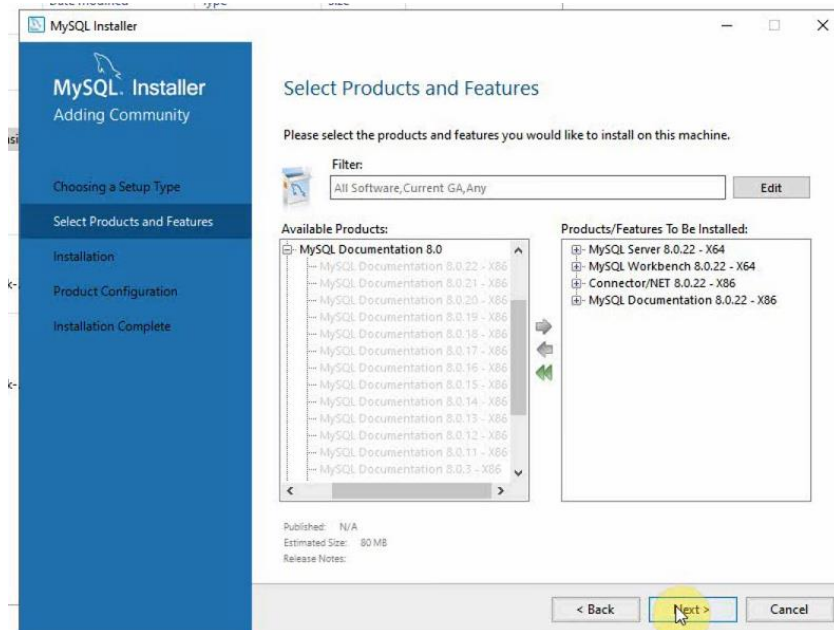 Date modified Type Size
MySQL Installer
MySQL. Installer
Adding Community
Choosing a Setup Type
Select Products and Features
Installation
Product Configuration
Installation Complete
Select Products and Features
Please select the products and features you would like to install on this machine.
Filter:
All Software,Current GA,Any
Edit
Available Products:
MySQL Documentation 8.0
MySQL Documentation 8.0.22 - X86
MySQL Documentation 8.0.21 - X86
MySQL Documentation 8.0.20 - X86
MySQL Documentation 8.0.19 - X86
MySQL Documentation 8.0.18 - X86
MySQL Documentation 8.0.17 - X86
MySQL Documentation 8.0.16 - X86
MySQL Documentation 8.0.15 - X86
MySQL Documentation 8.0.14 - X86
MySQL Documentation 8.0.13 - X86
MySQL Documentation 8.0.12 - X86
MySQL Documentation 8.0.11 - X86
MySQL Documentation 8.0.3 - X86
Products/Features To Be Installed:
MySQL Server 8.0.22 - X64
MySQL Workbench 8.0.22 - X64
Connector/NET 8.0.22 - X86
MySQL Documentation 8.0.22 - X86
Published: N/A
Estimated Size: 80 MB
Release Notes:
< Back
Next >
Cancel